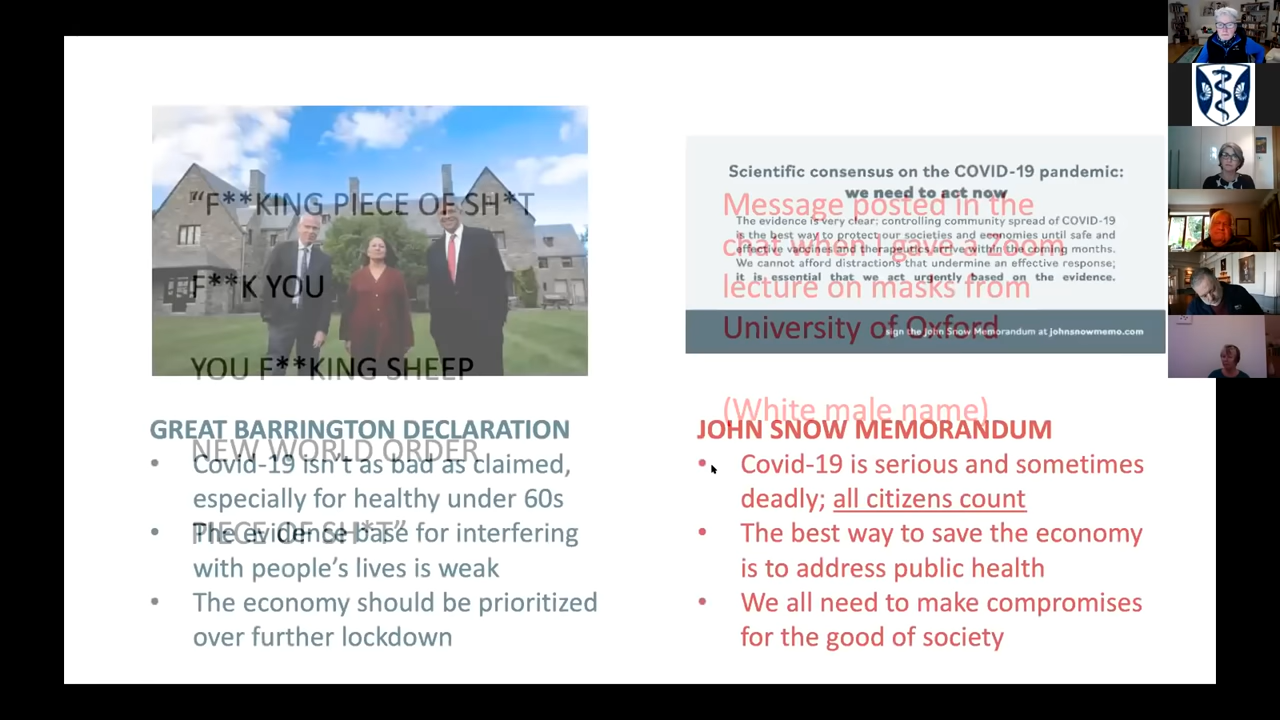 "F**KING PIECE OF SH*T
F**K YOU
YOU F**KING SHEEP
NEW WORLD ORDER
PIECE OF SH*T"
GREAT BARRINGTON DECLARATION
• Covid-19 isn't as bad as claimed,
especially for healthy under 60s
• The evidence base for interfering
with people's lives is weak
• The economy should be prioritized
over further lockdown
Scientific consensus on the COVID-19 pandemic:
we need to act now
The evidence is very clear: controlling community spread of COVID-19
is the best way to protect our societies and economies until safe and
effective vaccines and therapeutics arrive within the coming months.
We cannot afford distractions that undermine an effective response;
it is essential that we act urgently based on the evidence.
sign the John Snow Memorandum at johnsnowmemo.com
Message posted in the
chat when I gave a Zoom
lecture on masks from
University of Oxford
(White male name)
JOHN SNOW MEMORANDUM
• Covid-19 is serious and sometimes
deadly; all citizens count
• The best way to save the economy
is to address public health
• We all need to make compromises
for the good of society